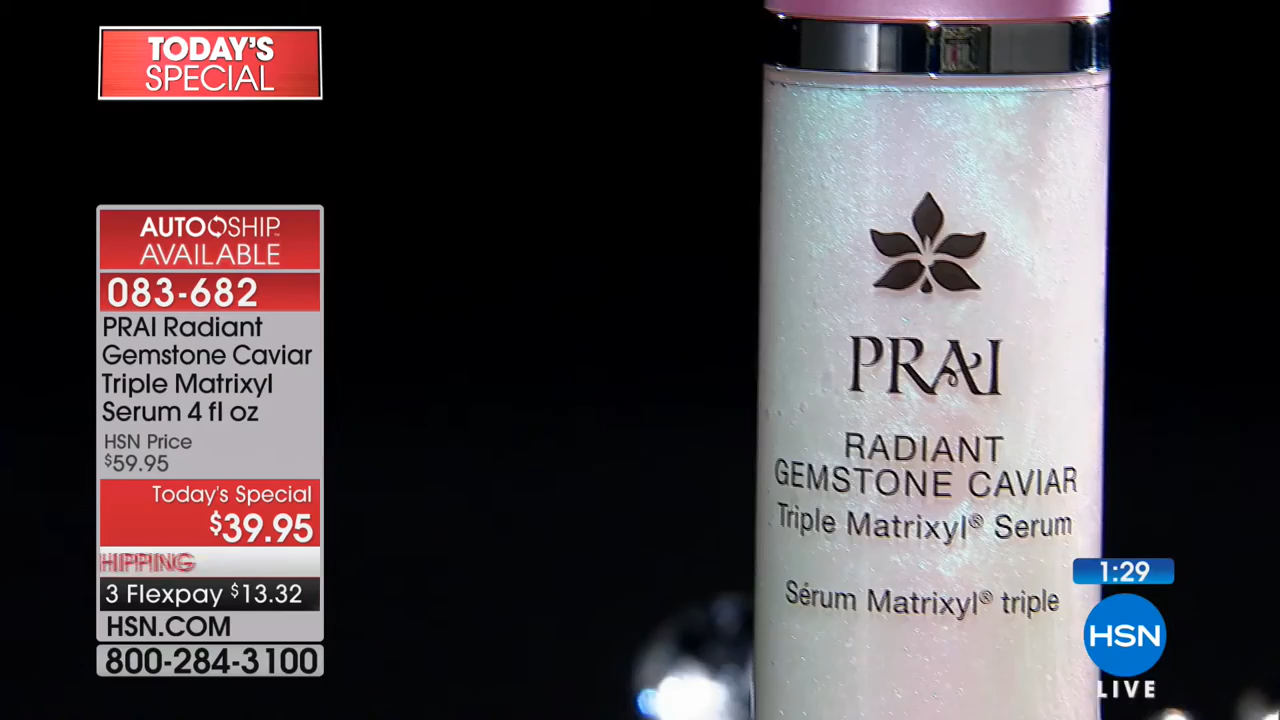 TODAY'S
SPECIAL
AUTOSHIP
AVAILABLE
083-682
PRAI Radiant
Gemstone Caviar
Triple Matrixyl
Serum 4 fl oz
HSN Price
$59.95
Today's Special
$39.95
HIPPING
3 Flexpay $13.32
HSN.COM
800-284-3100
PRAI
RADIANT
GEMSTONE CAVIAR
Triple Matrixyl® Serum
Sérum Matrixyl® triple
1:29
HSN
LIVE